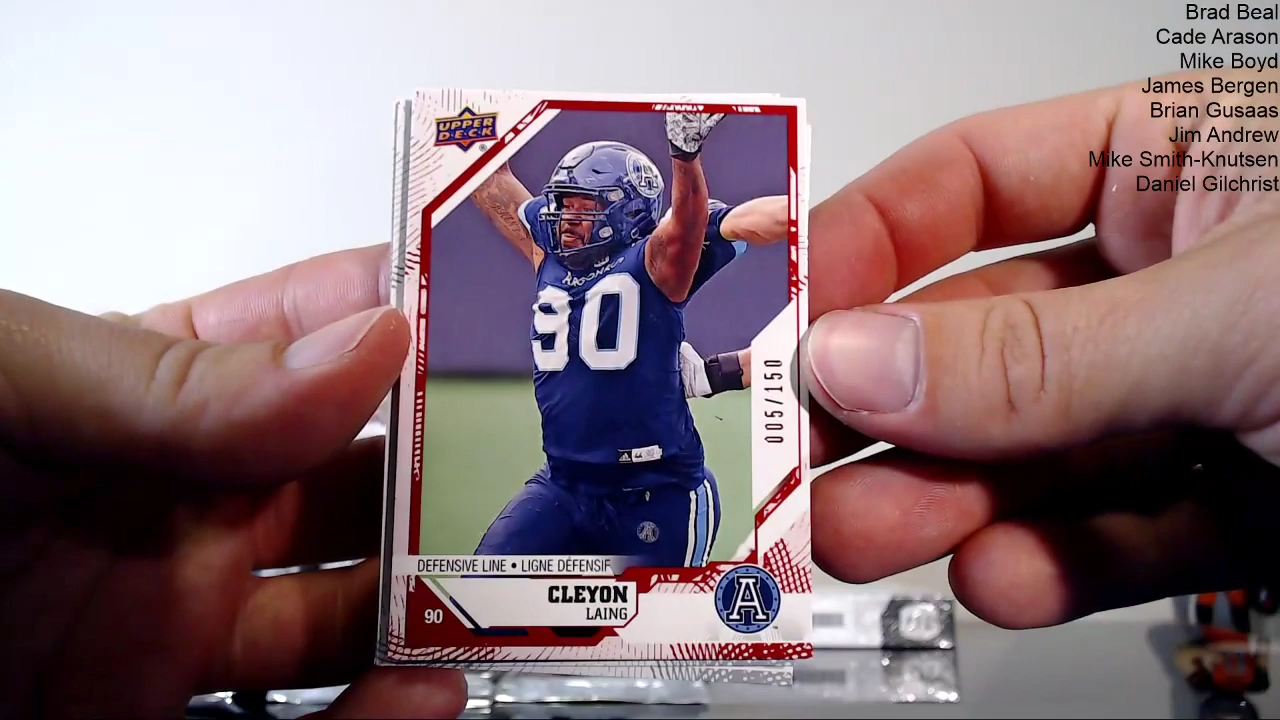 Brad Beal
Cade Arason
Mike Boyd
James Bergen
Brian Gusaas
Jim Andrew
Mike Smith-Knutsen
Daniel Gilchrist
UPPER
DECK
A
ARGONAUTS
90
005/150
DEFENSIVE LINE • LIGNE DÉFENSIF
CLEYON
LAING
90
A